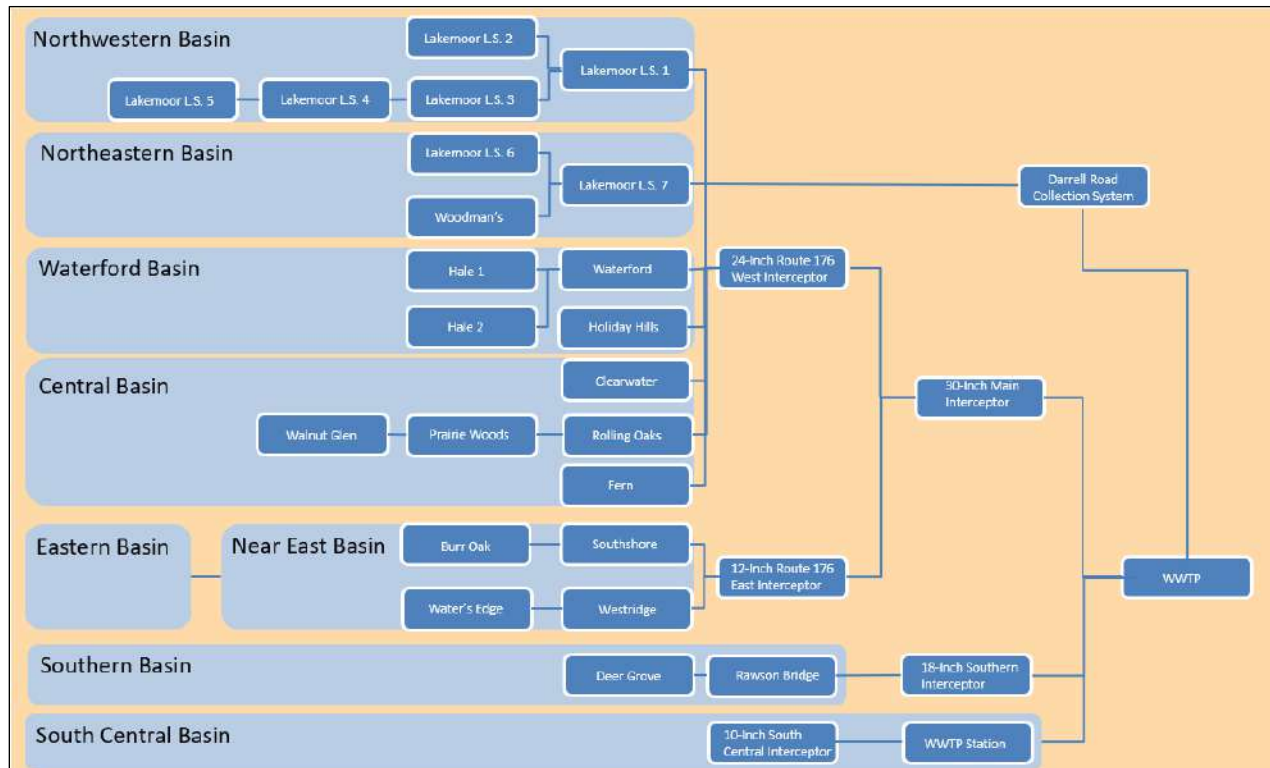 Northwestern Basin
Lakemoor L.S. 2
Lakemoor L.S. 1
Lakemoor L.S. 5
Lakemoor L.S. 4
Lakemoor L.S. 3
Northeastern Basin
Lakemoor L.S. 6
Lakemoor L.S. 7
Woodman's
Darrell Road
Collection System
Waterford Basin
Hale 1
Waterford
24-Inch Route 176
West Interceptor
Hale 2
Holiday Hills
Central Basin
Clearwater
30-Inch Main
Interceptor
Walnut Glen
Prairie Woods
Rolling Oaks
Fern
Eastern Basin
Near East Basin
Burr Oak
Southshore
12-Inch Route 176
East Interceptor
WWTP
Water's Edge
Westridge
Southern Basin
Deer Grove
Rawson Bridge
18-Inch Southern
Interceptor
South Central Basin
10-Inch South
Central Interceptor
WWTP Station